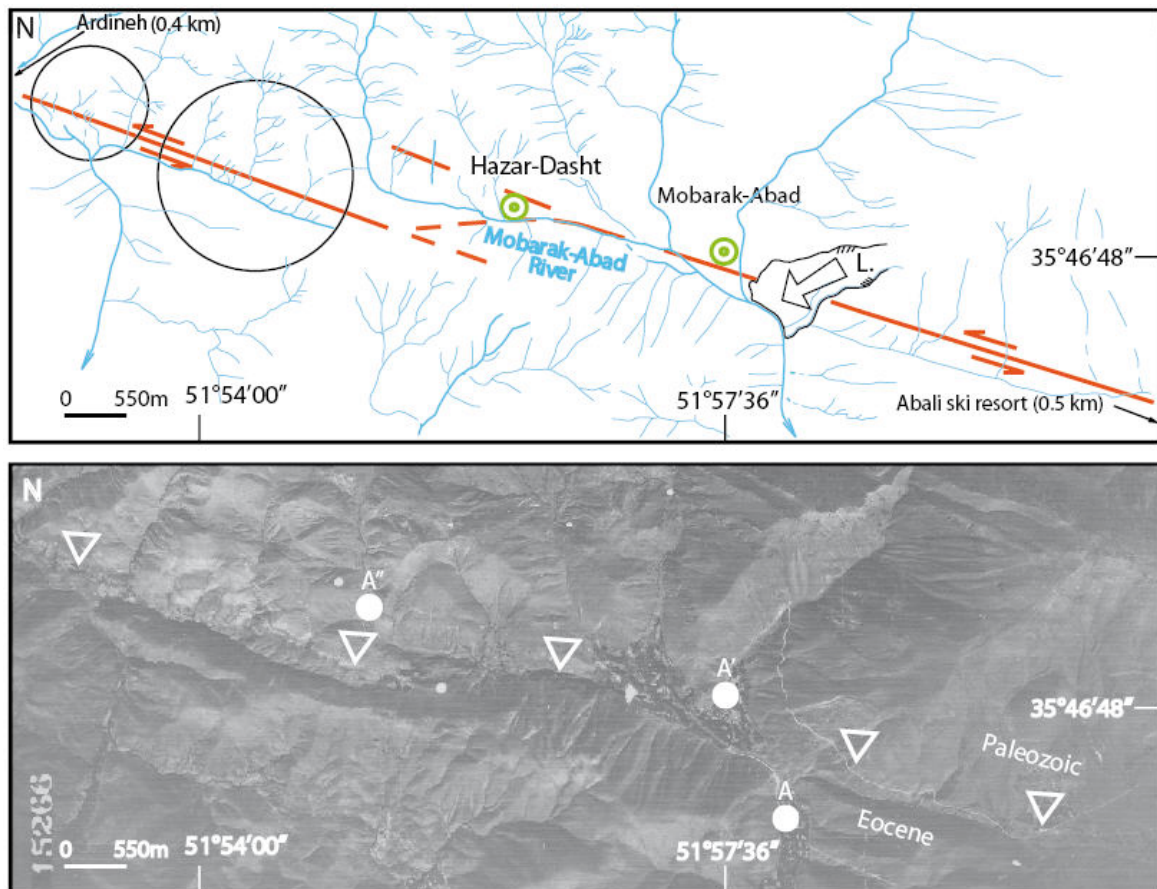 N
Ardineh (0.4 km)
Hazar-Dasht
Mobarak-Abad
Mobarak-Abad
River
L.
35°46′48″
0 550m
51°54′00″
51°57′36″
Abali ski resort (0.5 km)
N
A″
A′
35°46′48″
Paleozoic
A
Eocene
15266
0 550m
51°54′00″
51°57′36″